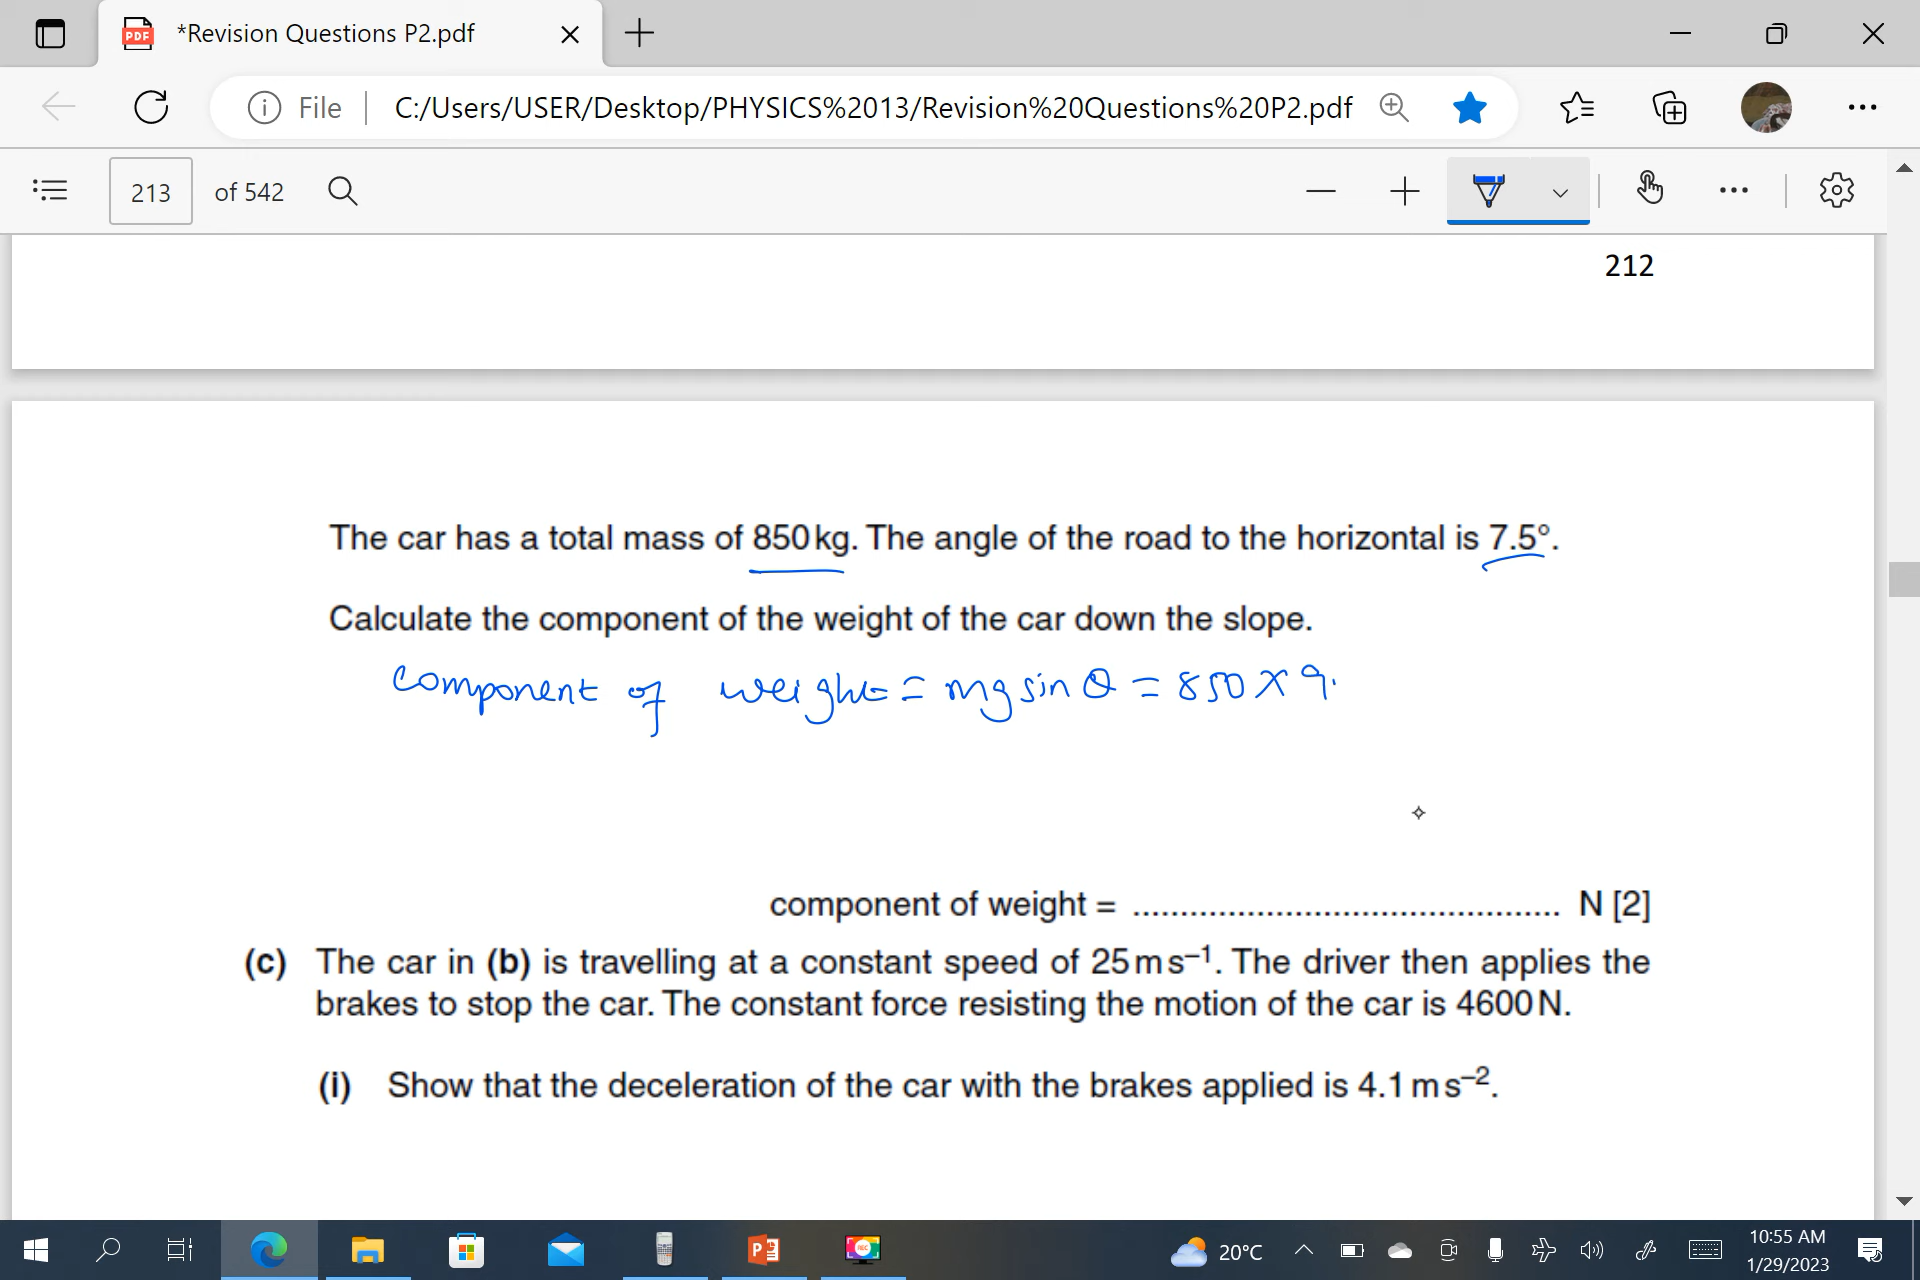 *Revision Questions P2.pdf
File
C:/Users/USER/Desktop/PHYSICS%2013/Revision%20Questions%20P2.pdf
213 of 542
212
The car has a total mass of 850 kg. The angle of the road to the horizontal is 7.5°.
Calculate the component of the weight of the car down the slope.
component of weight = mg sin θ = 850 × 9.
component of weight = ............................................. N [2]
(c) The car in (b) is travelling at a constant speed of 25 m s⁻¹. The driver then applies the
brakes to stop the car. The constant force resisting the motion of the car is 4600 N.
(i) Show that the deceleration of the car with the brakes applied is 4.1 m s⁻².
20°C
10:55 AM
1/29/2023